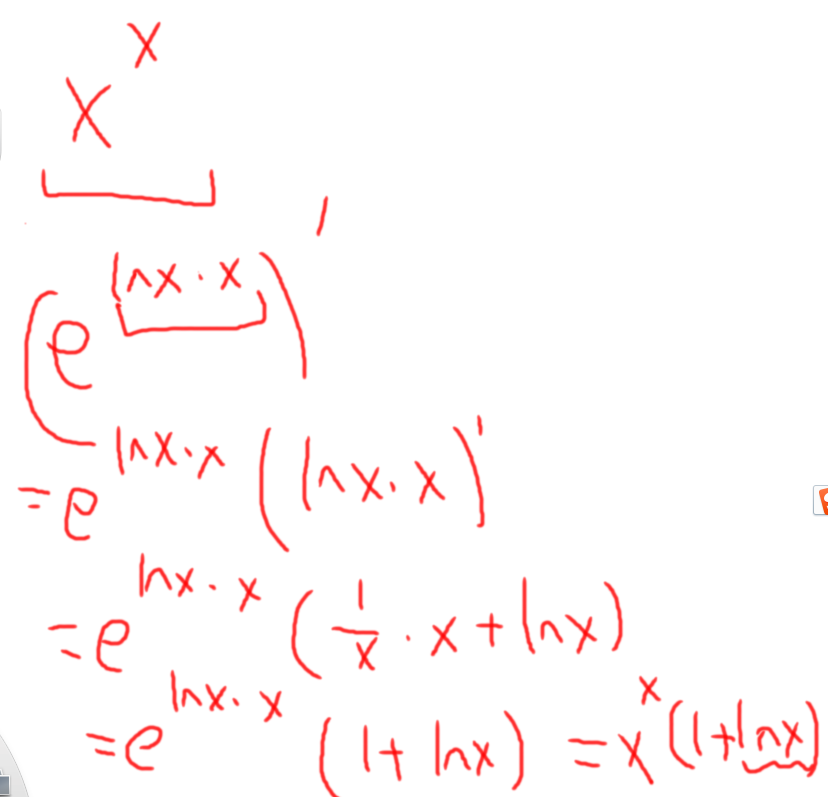 x^x
(e^{lnx·x})'
=e^{lnx·x}(lnx·x)'
=e^{lnx·x}(1/x·x+lnx)
=e^{lnx·x}(1+lnx)=x^x(1+lnx)